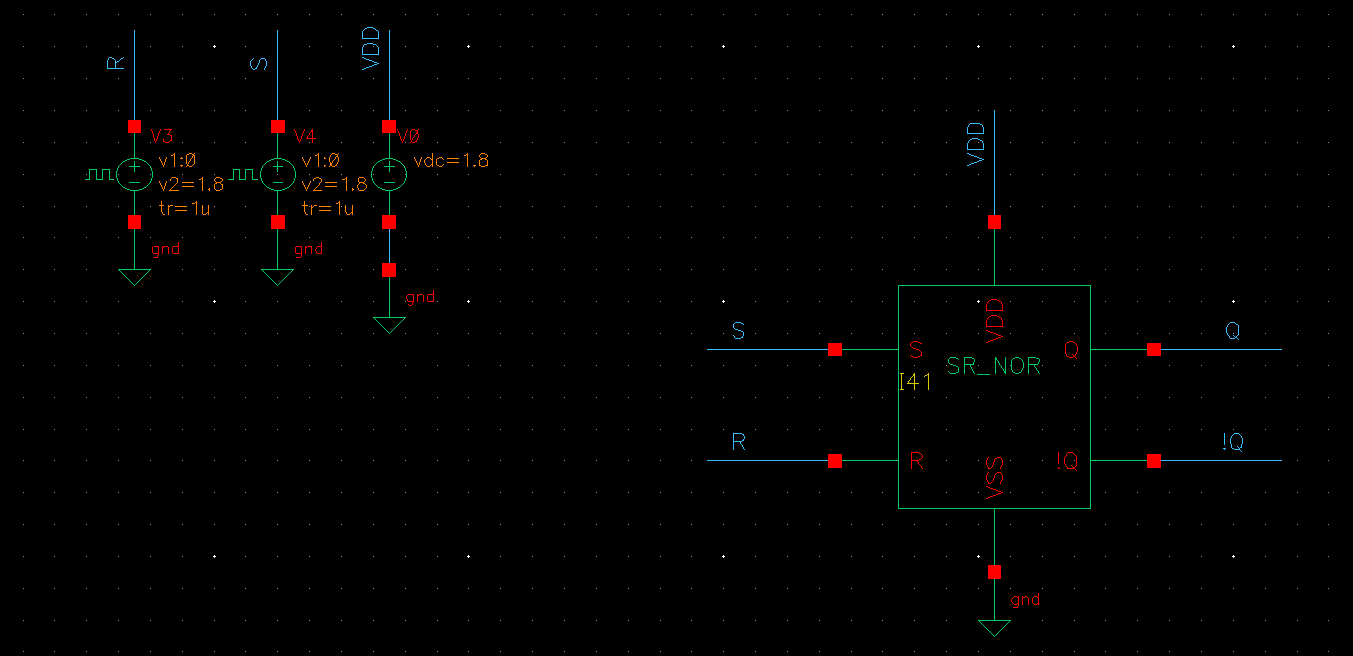 R
S
VDD
V3
v1:0
v2=1.8
tr=1u
gnd
V4
v1:0
v2=1.8
tr=1u
gnd
V0
vdc=1.8
gnd
VDD
S
R
VDD
S
SR_NOR
I41
R
VSS
Q
!Q
Q
!Q
gnd